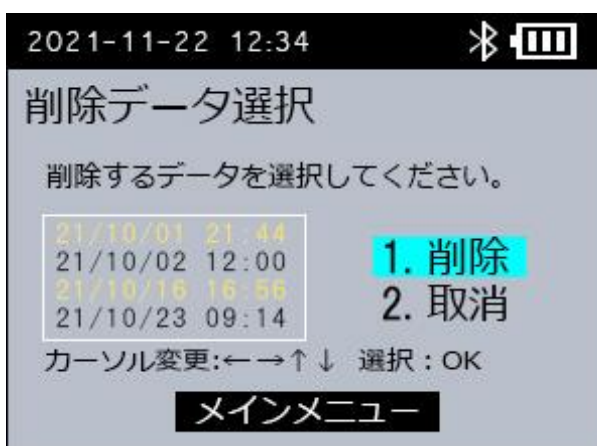 2021-11-22 12:34
削除データ選択
削除するデータを選択してください。
21/10/01 21:44
21/10/02 12:00
21/10/16 16:56
21/10/23 09:14
1. 削除
2. 取消
カーソル変更:←→↑↓ 選択：OK
メインメニュー